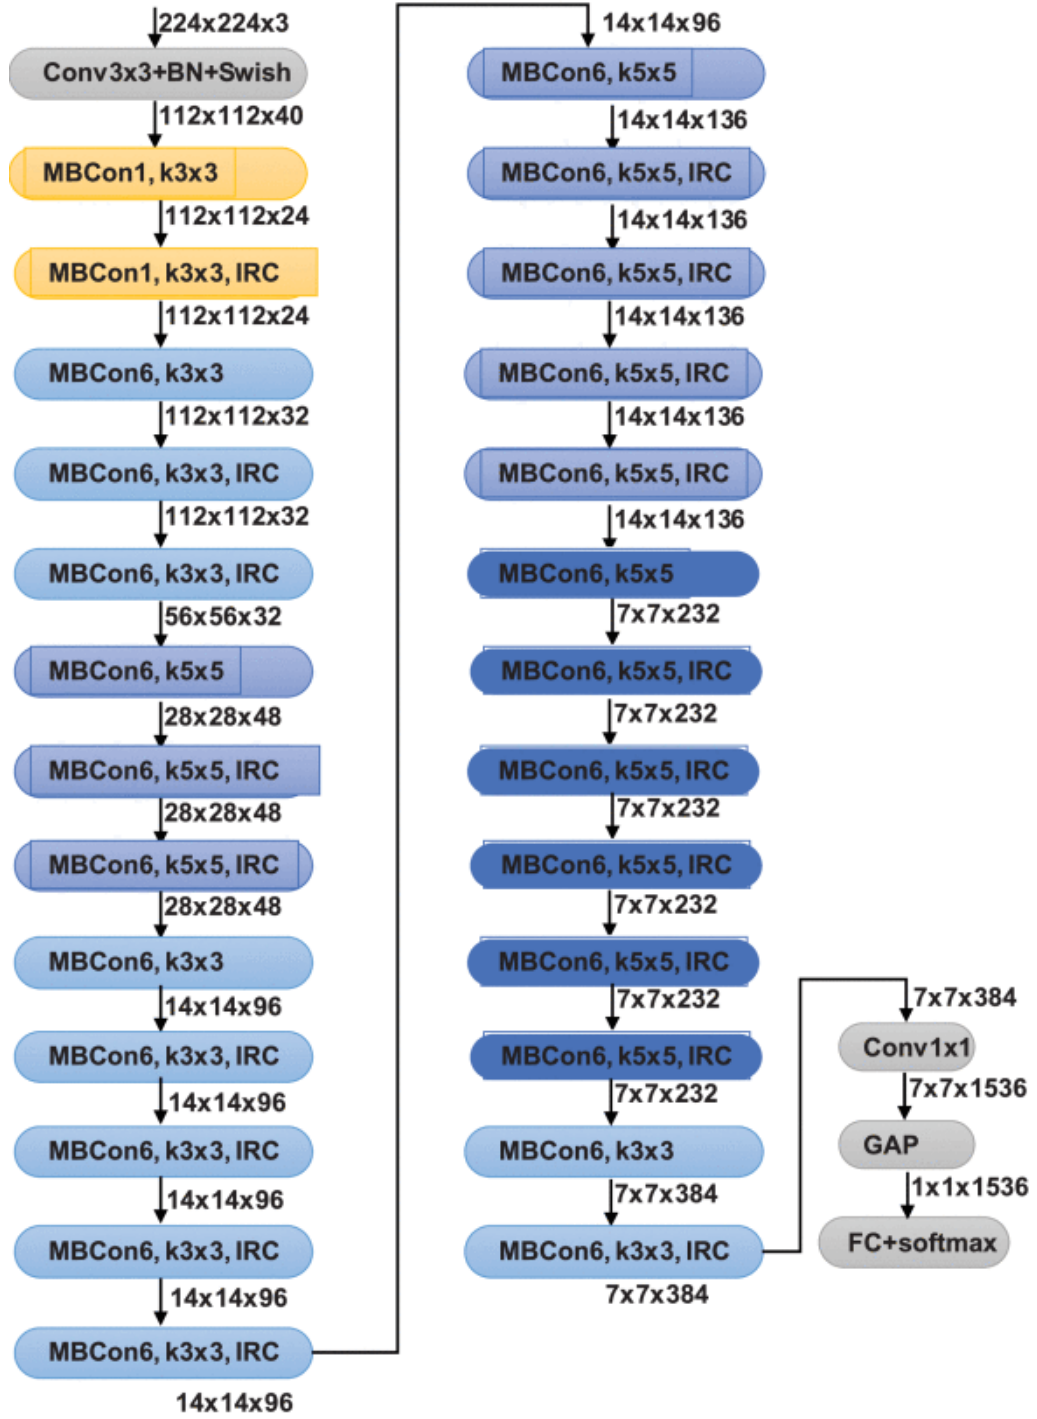 224x224x3
Conv3x3+BN+Swish
112x112x40
MBCon1, k3x3
112x112x24
MBCon1, k3x3, IRC
112x112x24
MBCon6, k3x3
112x112x32
MBCon6, k3x3, IRC
112x112x32
MBCon6, k3x3, IRC
56x56x32
MBCon6, k5x5
28x28x48
MBCon6, k5x5, IRC
28x28x48
MBCon6, k5x5, IRC
28x28x48
MBCon6, k3x3
14x14x96
MBCon6, k3x3, IRC
14x14x96
MBCon6, k3x3, IRC
14x14x96
MBCon6, k3x3, IRC
14x14x96
MBCon6, k3x3, IRC
14x14x96
14x14x96
MBCon6, k5x5
14x14x136
MBCon6, k5x5, IRC
14x14x136
MBCon6, k5x5, IRC
14x14x136
MBCon6, k5x5, IRC
14x14x136
MBCon6, k5x5, IRC
14x14x136
MBCon6, k5x5
7x7x232
MBCon6, k5x5, IRC
7x7x232
MBCon6, k5x5, IRC
7x7x232
MBCon6, k5x5, IRC
7x7x232
MBCon6, k5x5, IRC
7x7x232
MBCon6, k5x5, IRC
7x7x232
MBCon6, k3x3
7x7x384
MBCon6, k3x3, IRC
7x7x384
7x7x384
Conv1x1
7x7x1536
GAP
1x1x1536
FC+softmax